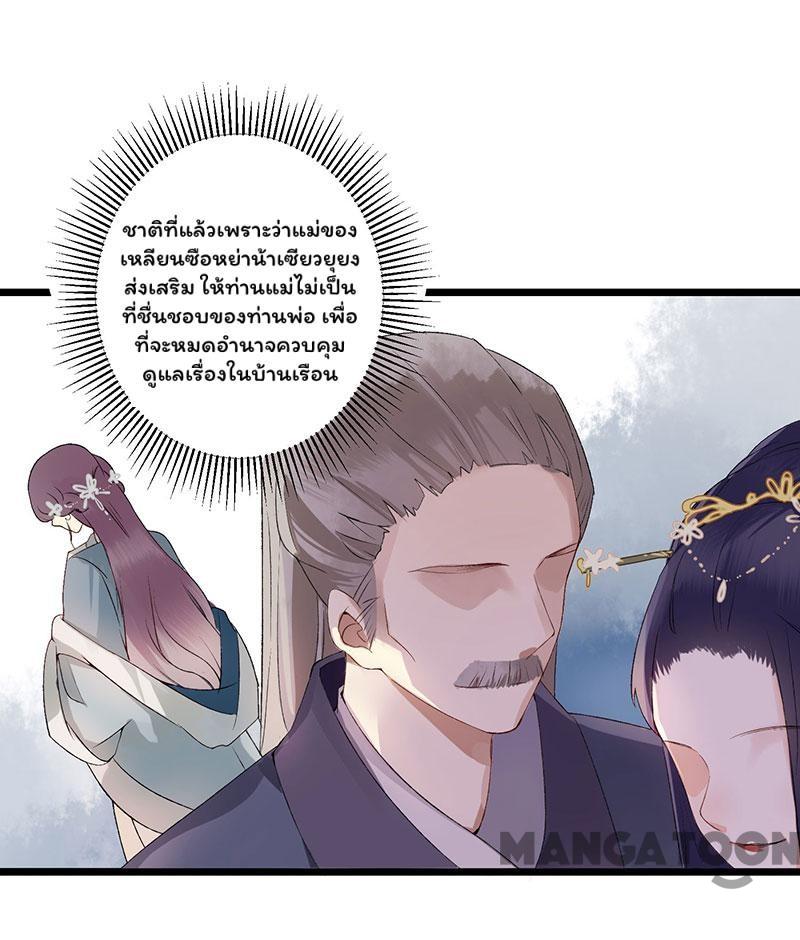 ชาติที่แล้วเพราะว่าแม่ของ
เหลียนซือหย่าน้าเซียวยุยง
ส่งเสริม ให้ท่านแม่ไม่เป็น
ที่ชื่นชอบของท่านพ่อ เพื่อ
ที่จะหมดอำนาจควบคุม
ดูแลเรื่องในบ้านเรือน
MANGATOON